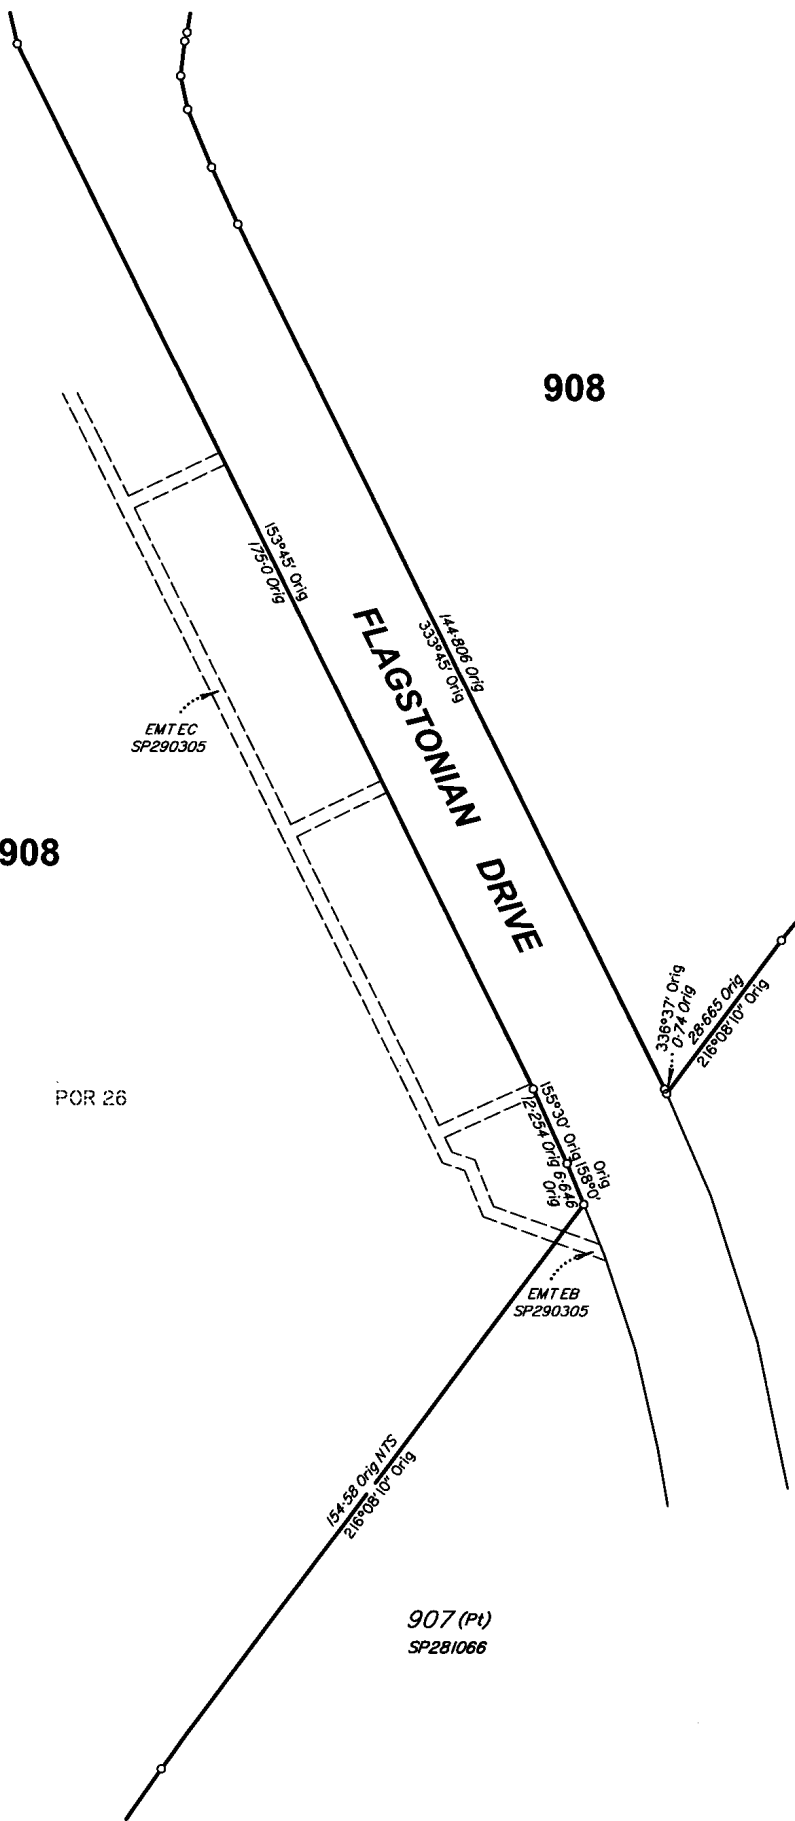 908
153°45' Orig
175·0 Orig
144·806 Orig
333°45' Orig
FLAGSTONIAN DRIVE
EMT EC
SP290305
908
336°37' Orig
0·74 Orig
28·665 Orig
216°08'10" Orig
POR 26
155°30' Orig
12·254 Orig
158°0'
Orig
6·646
Orig
EMT EB
SP290305
154·58 Orig NTS
216°08'10" Orig
907 (Pt)
SP281066